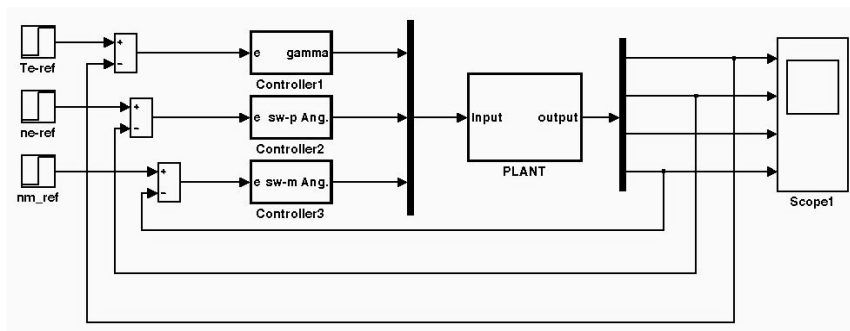 Te-ref
+
−
e gamma
Controller1
ne-ref
+
−
e sw-p Ang.
Controller2
nm_ref
+
−
e sw-m Ang.
Controller3
Input output
PLANT
Scope1